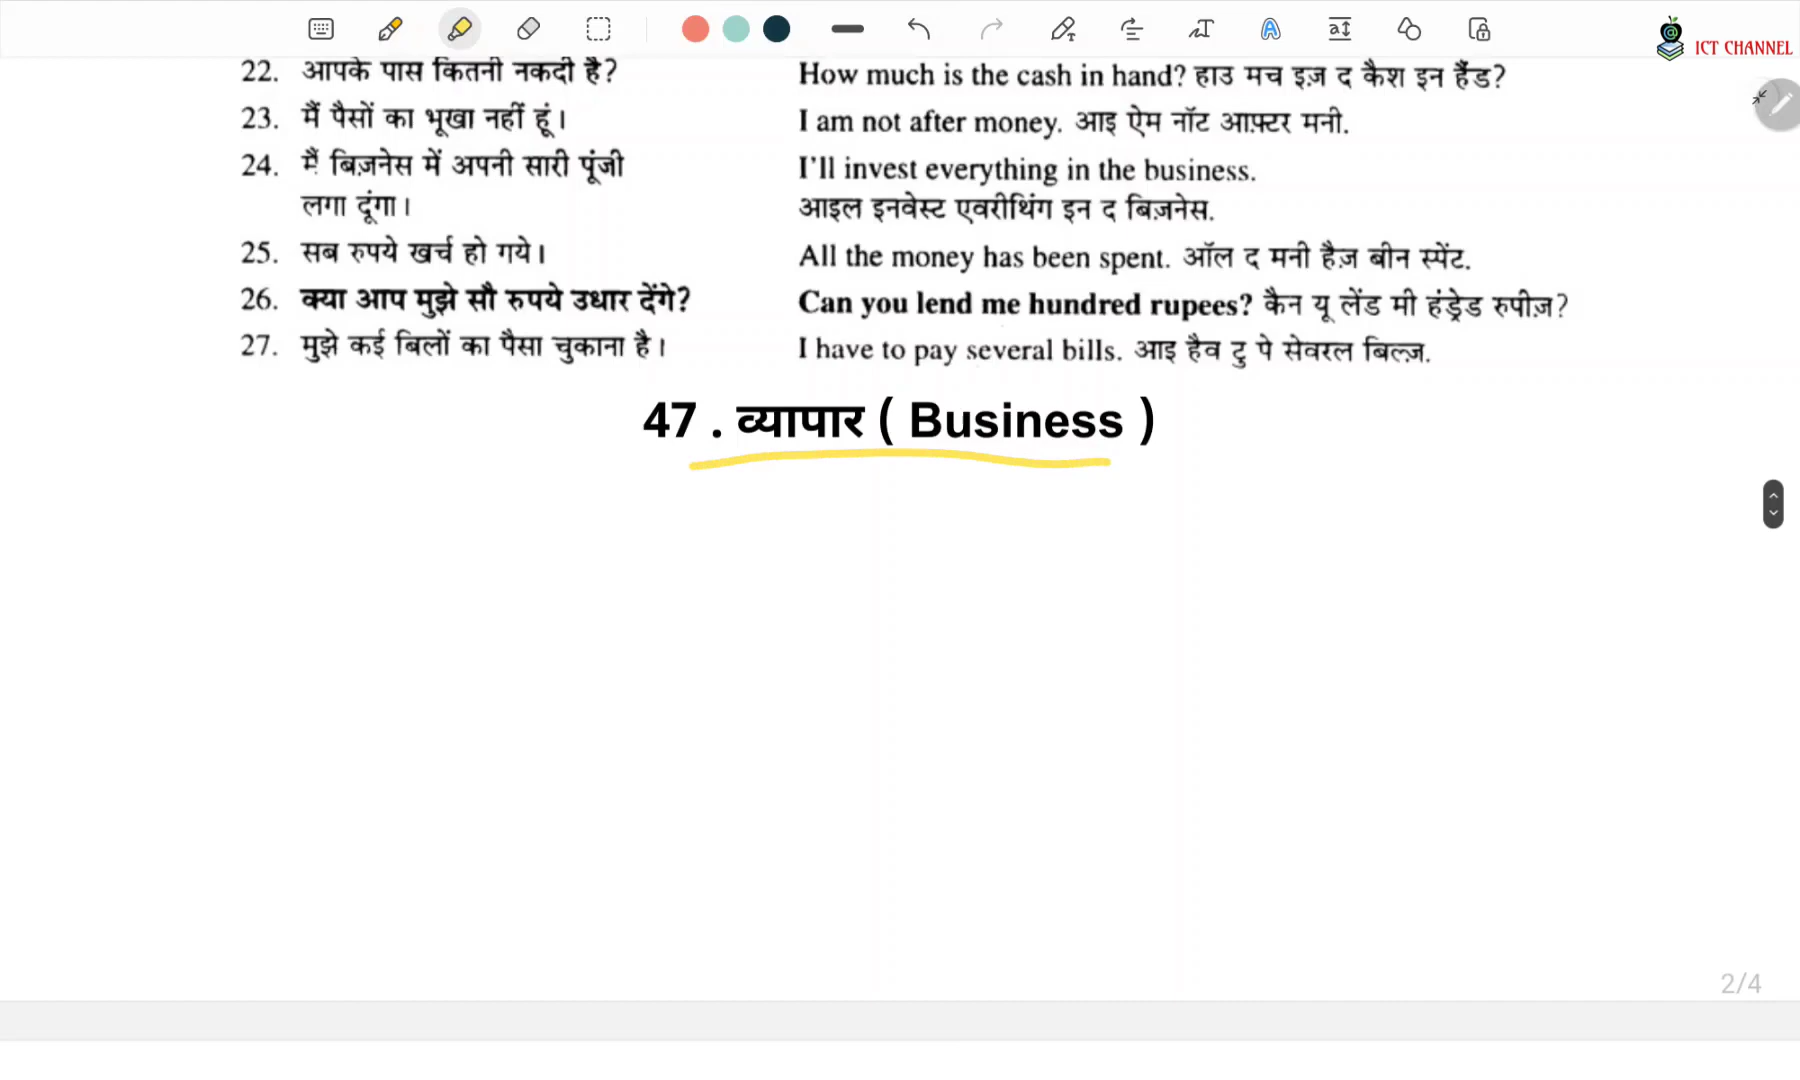 ICT CHANNEL
22. आपके पास कितनी नकदी है? How much is the cash in hand? हाउ मच इज़ द कैश इन हैंड?
23. मैं पैसों का भूखा नहीं हूं। I am not after money. आइ ऐम नॉट आफ़्टर मनी.
24. मैं बिज़नेस में अपनी सारी पूंजी I'll invest everything in the business.
लगा दूंगा। आइल इनवेस्ट एवरीथिंग इन द बिज़नेस.
25. सब रुपये खर्च हो गये। All the money has been spent. ऑल द मनी हैज़ बीन स्पेंट.
26. क्या आप मुझे सौ रुपये उधार देंगे? Can you lend me hundred rupees? कैन यू लेंड मी हंड्रेड रुपीज़?
27. मुझे कई बिलों का पैसा चुकाना है। I have to pay several bills. आइ हैव टु पे सेवरल बिल्ज़.
47 . व्यापार ( Business )
2/4